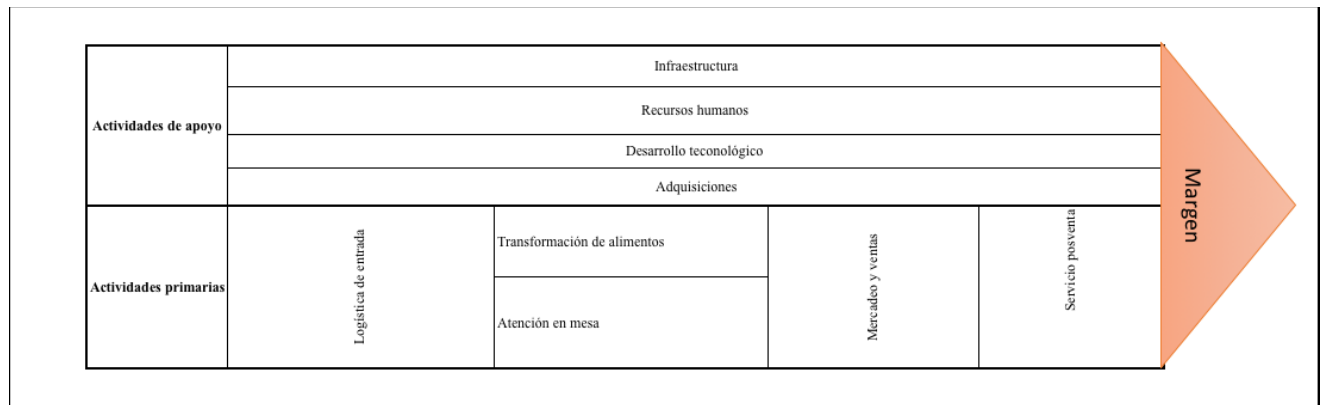 Infraestructura
Recursos humanos
Actividades de apoyo
Desarrollo teconológico
Adquisiciones
Margen
Actividades primarias
Logística de entrada
Transformación de alimentos
Atención en mesa
Mercadeo y ventas
Servicio posventa